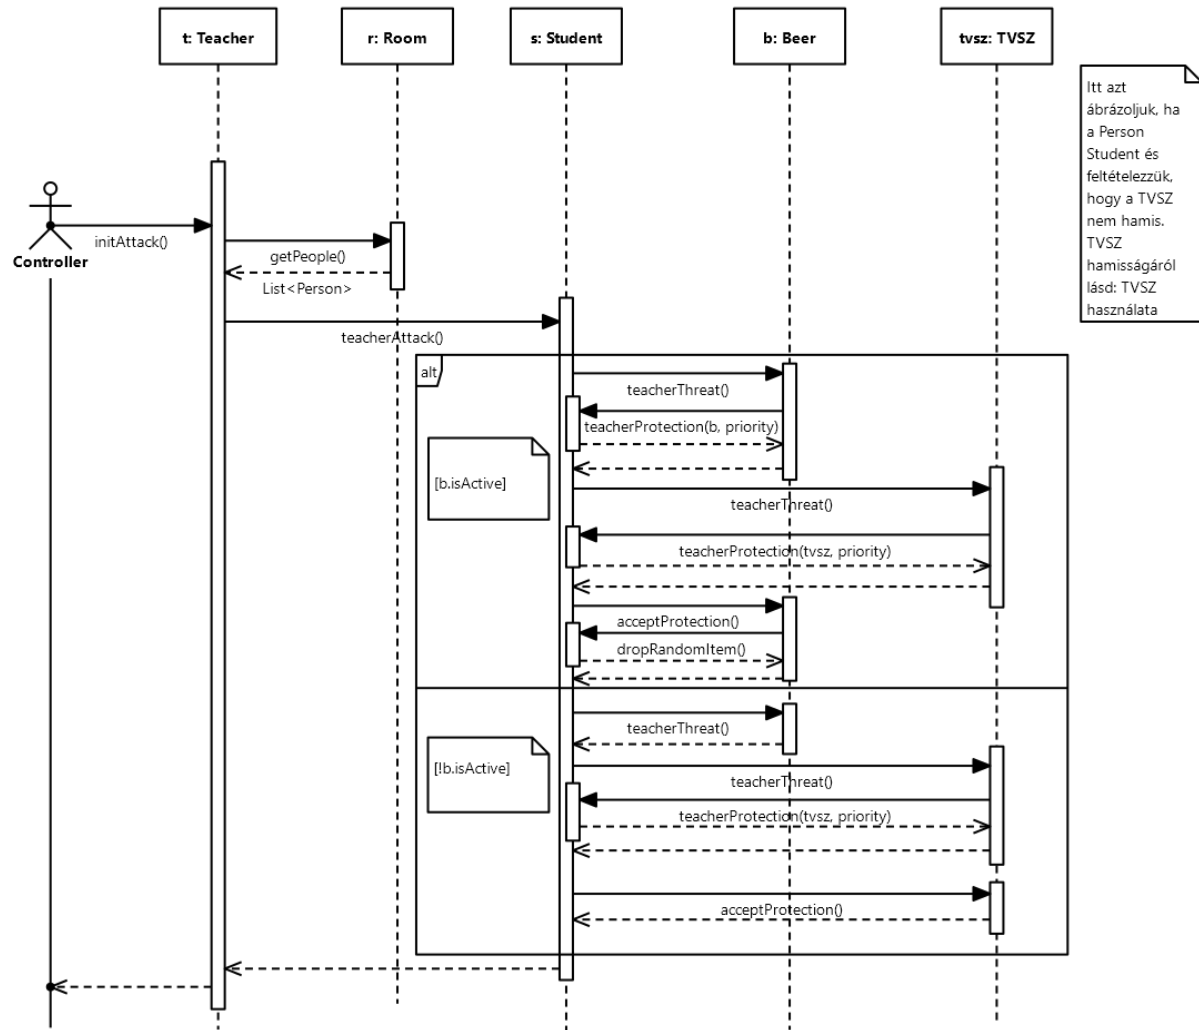 t: Teacher
r: Room
s: Student
b: Beer
tvsz: TVSZ
Itt azt
ábrázoljuk, ha
a Person
Student és
feltételezzük,
hogy a TVSZ
nem hamis.
TVSZ
hamisságáról
lásd: TVSZ
használata
Controller
initAttack()
getPeople()
List<Person>
teacherAttack()
alt
teacherThreat()
teacherProtection(b, priority)
[b.isActive]
teacherThreat()
teacherProtection(tvsz, priority)
acceptProtection()
dropRandomItem()
teacherThreat()
[!b.isActive]
teacherThreat()
teacherProtection(tvsz, priority)
acceptProtection()